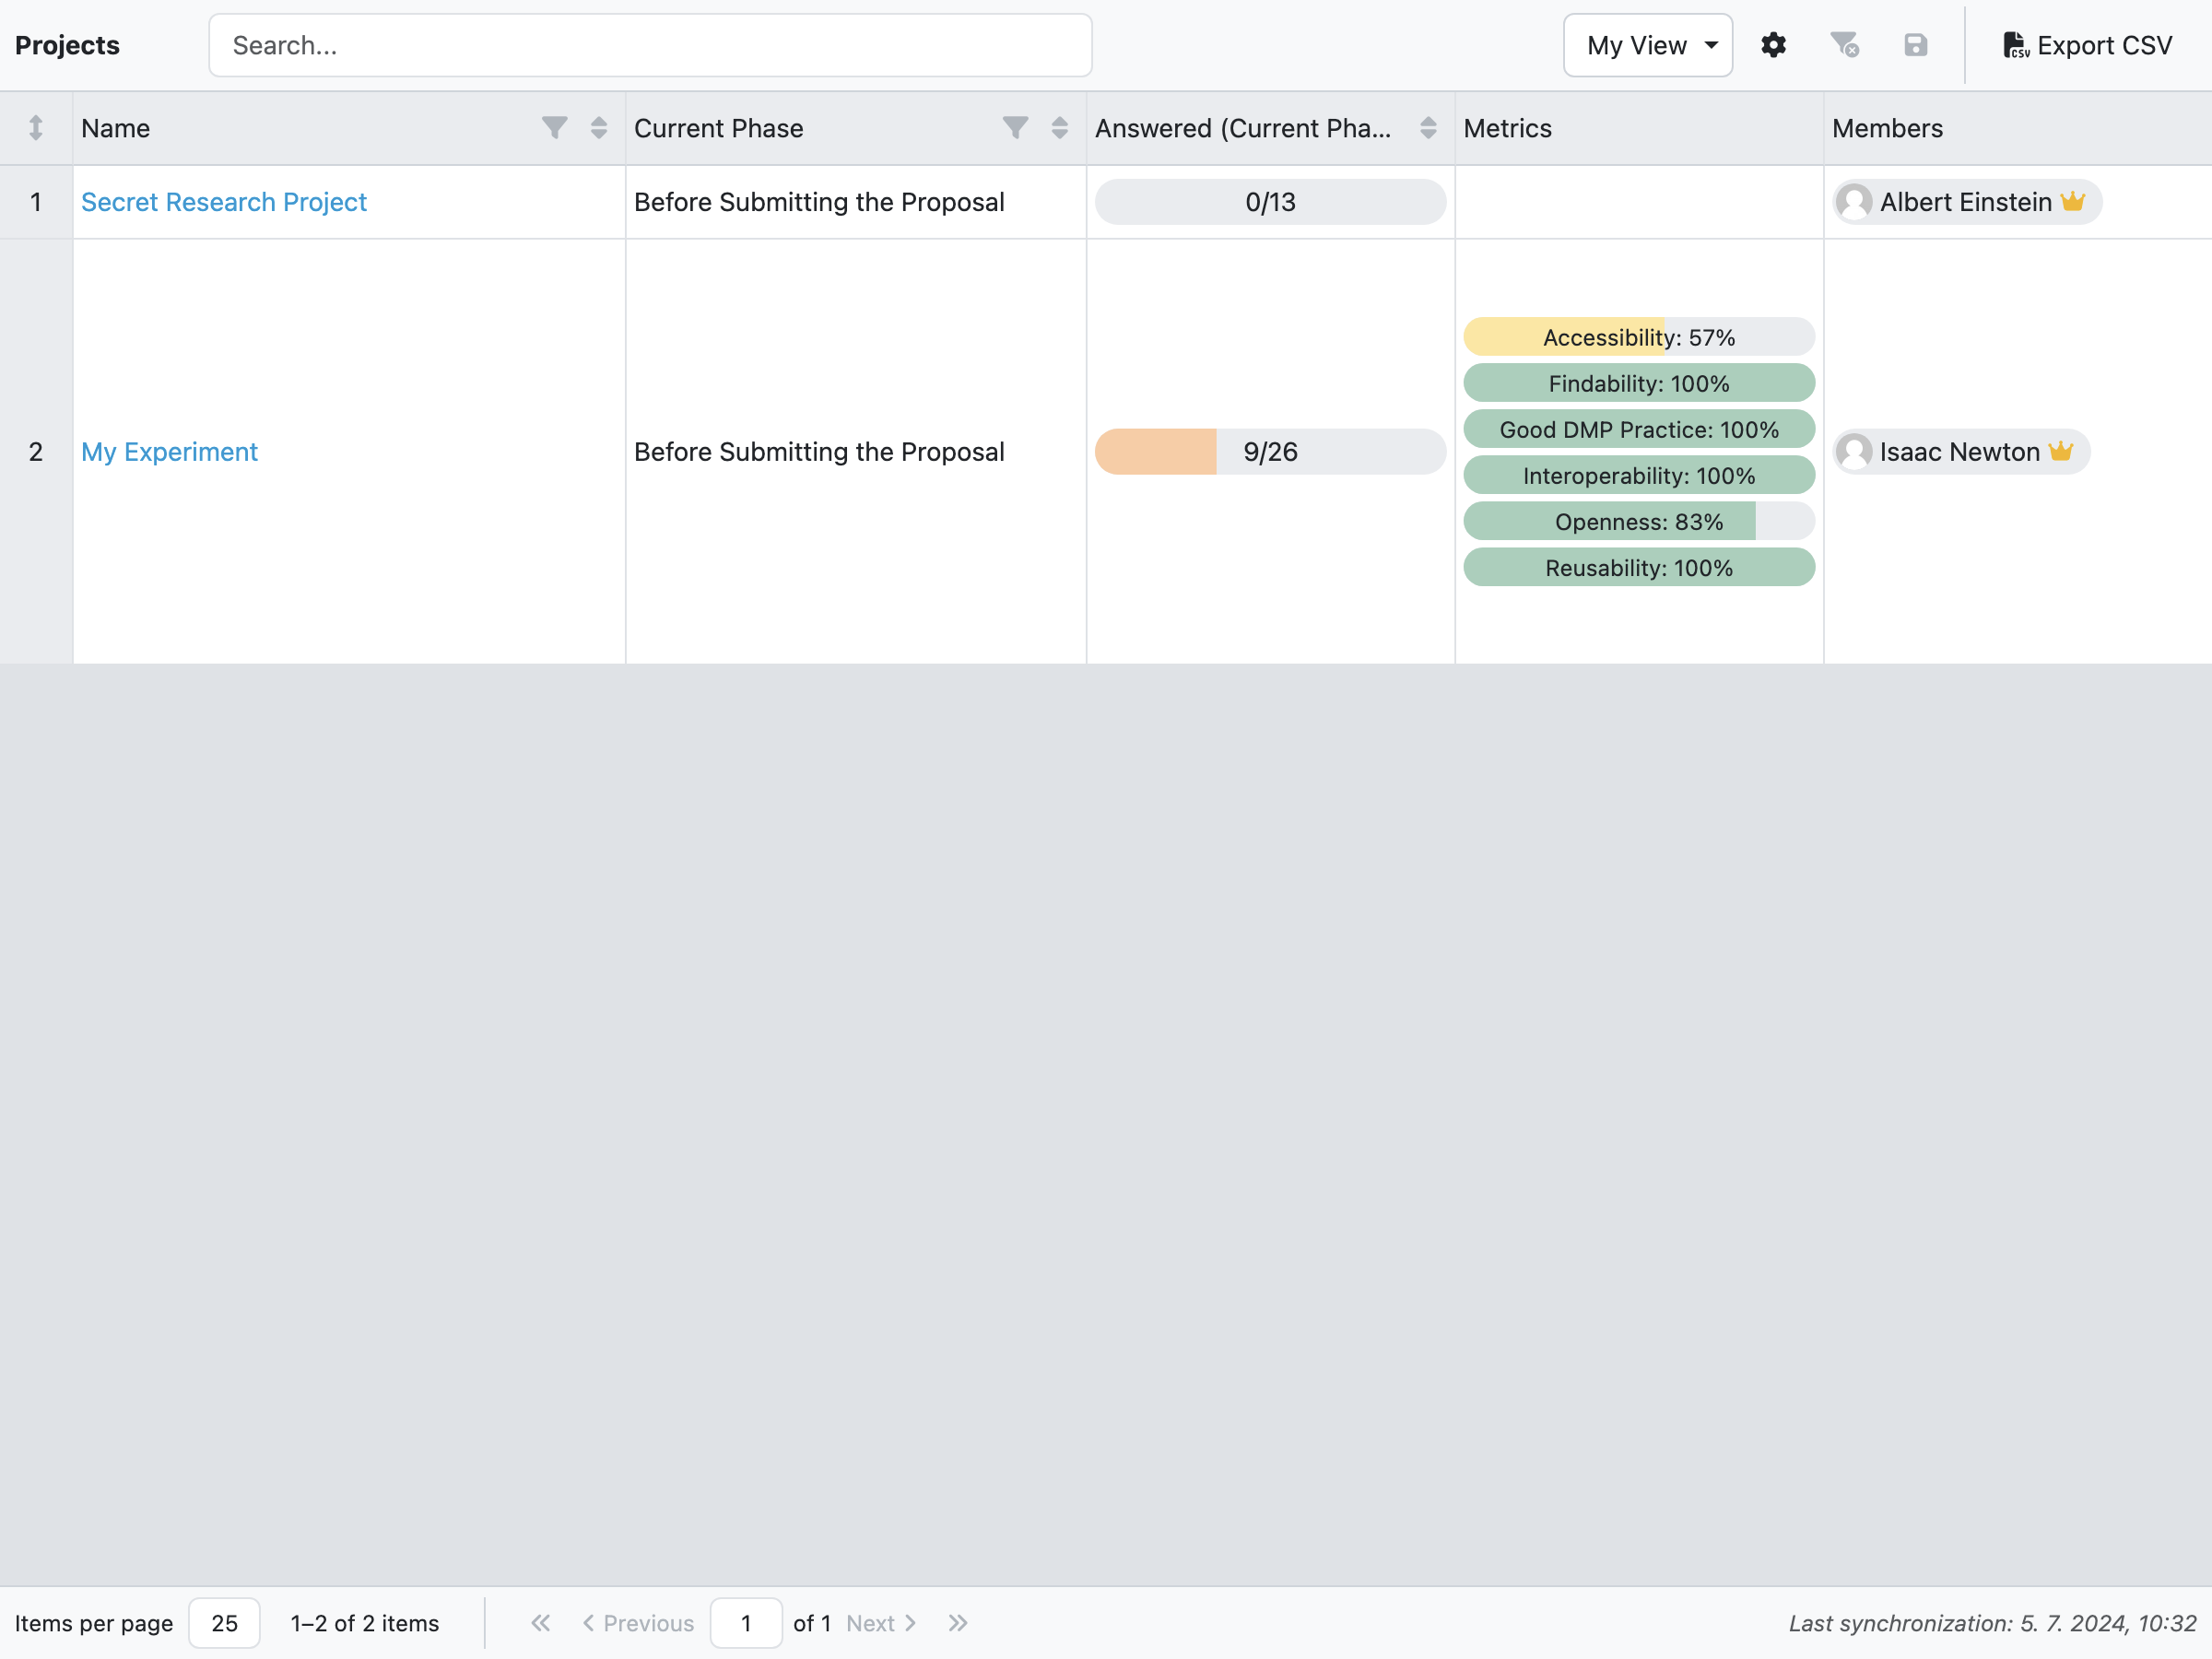 Projects Search... My View Export CSV
Name Current Phase Answered (Current Pha... Metrics Members
1 Secret Research Project Before Submitting the Proposal 0/13 Albert Einstein
Accessibility: 57%
Findability: 100%
Good DMP Practice: 100%
2 My Experiment Before Submitting the Proposal 9/26 Isaac Newton
Interoperability: 100%
Openness: 83%
Reusability: 100%
Items per page 25 1–2 of 2 items Previous 1 of 1 Next Last synchronization: 5. 7. 2024, 10:32